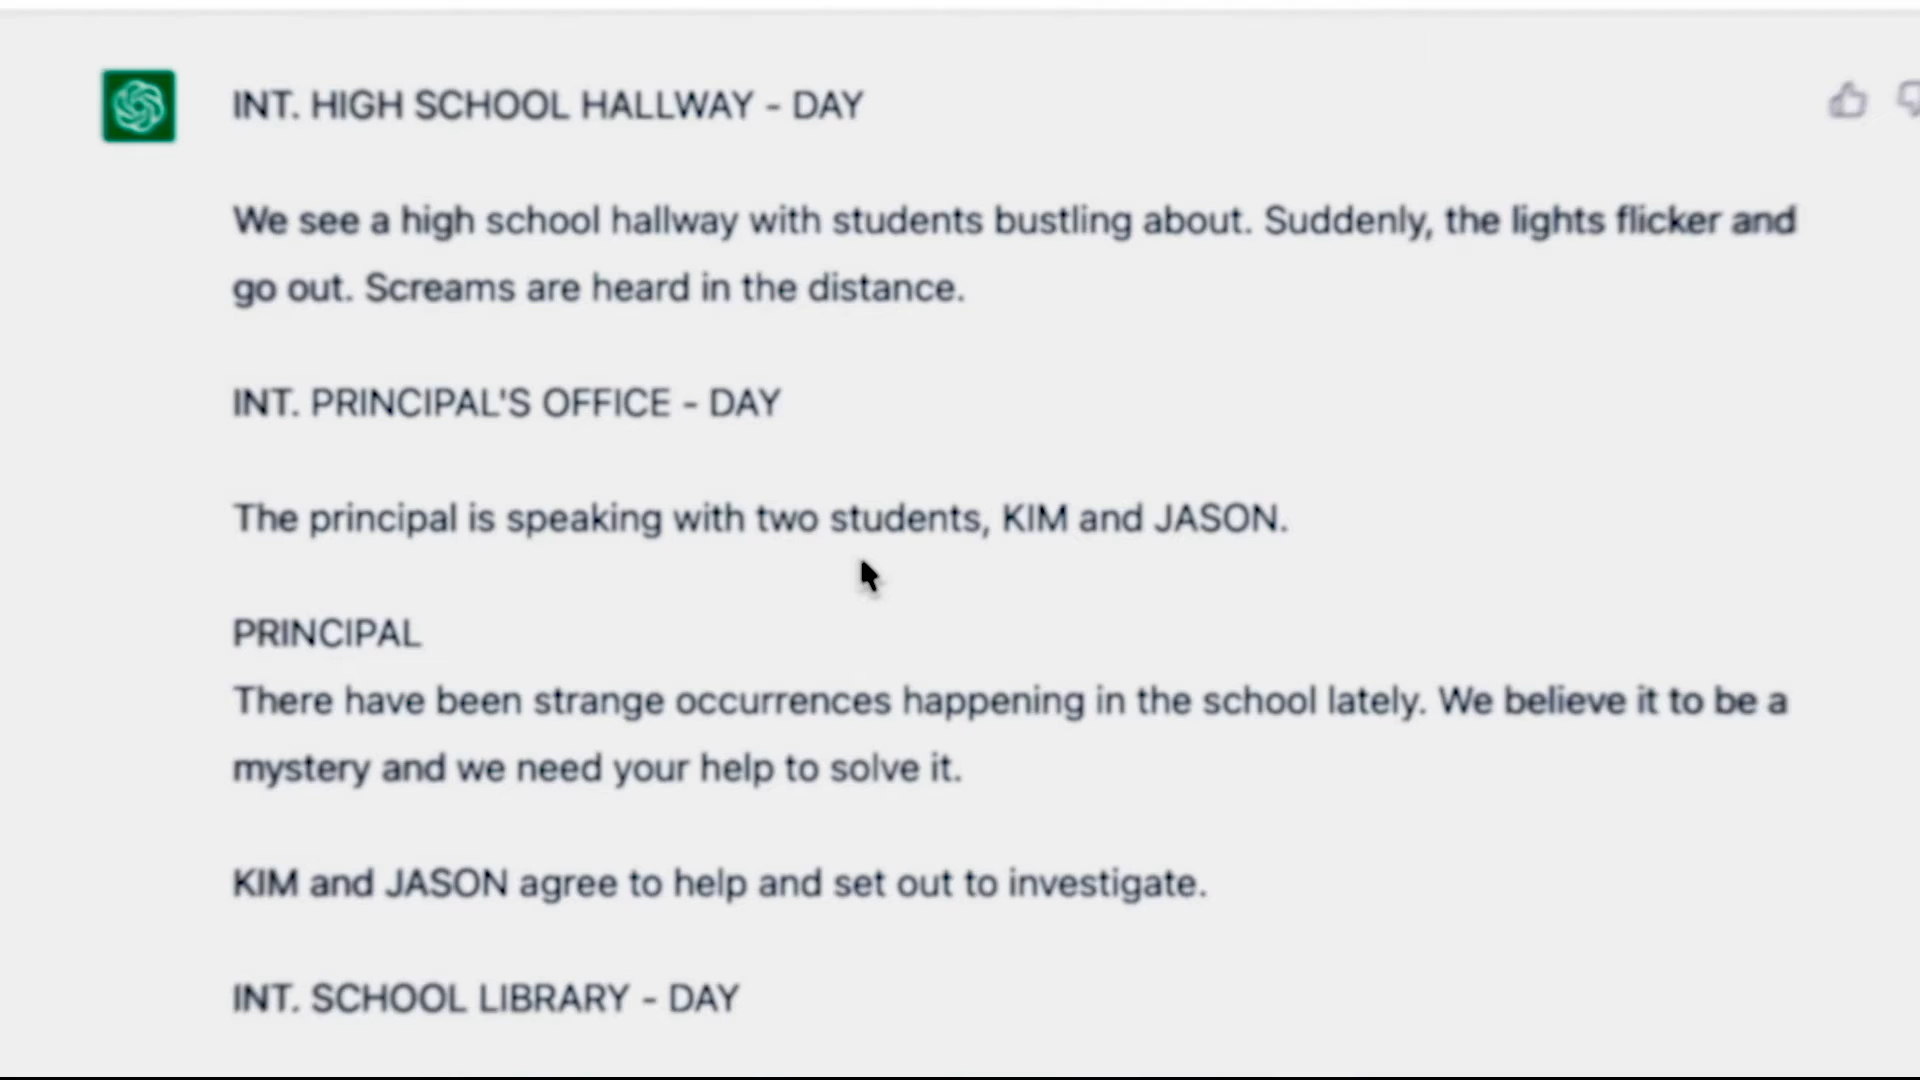 INT. HIGH SCHOOL HALLWAY - DAY
We see a high school hallway with students bustling about. Suddenly, the lights flicker and
go out. Screams are heard in the distance.
INT. PRINCIPAL'S OFFICE - DAY
The principal is speaking with two students, KIM and JASON.
PRINCIPAL
There have been strange occurrences happening in the school lately. We believe it to be a
mystery and we need your help to solve it.
KIM and JASON agree to help and set out to investigate.
INT. SCHOOL LIBRARY - DAY